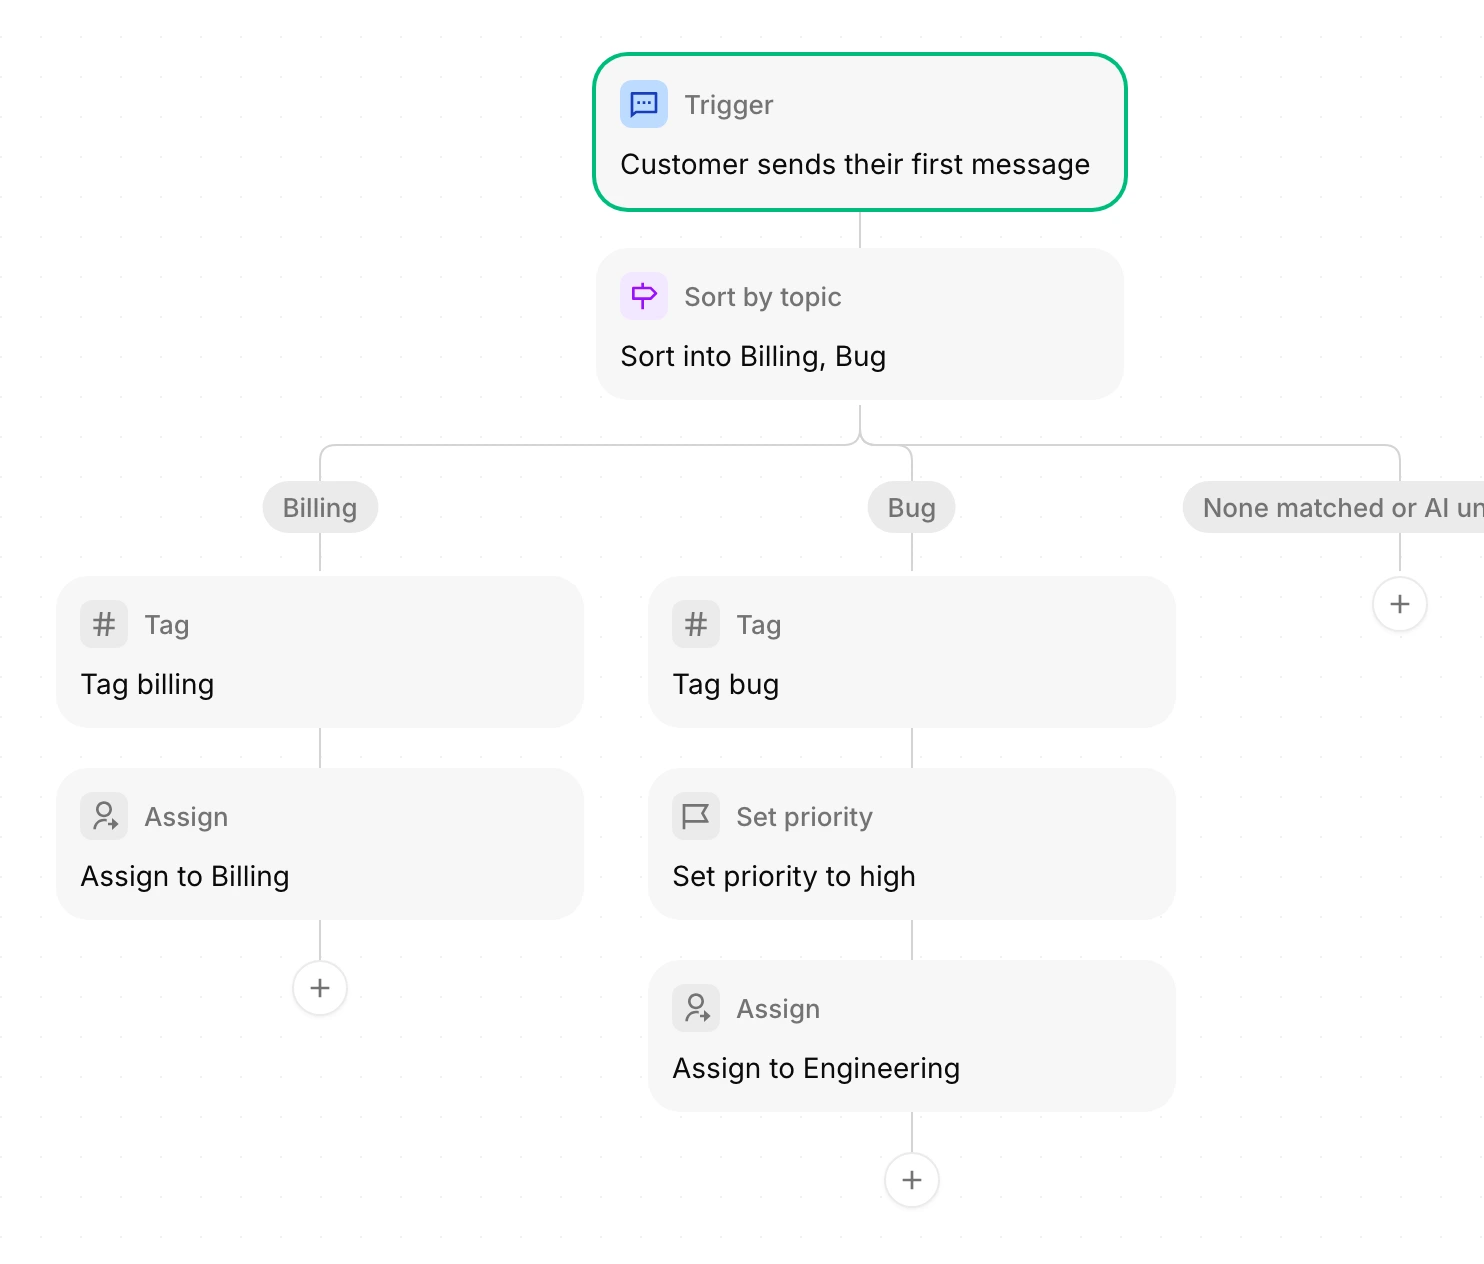 Trigger
Customer sends their first message
Sort by topic
Sort into Billing, Bug
Billing
Bug
None matched or AI un
Tag
Tag billing
Tag
Tag bug
Assign
Assign to Billing
Set priority
Set priority to high
Assign
Assign to Engineering